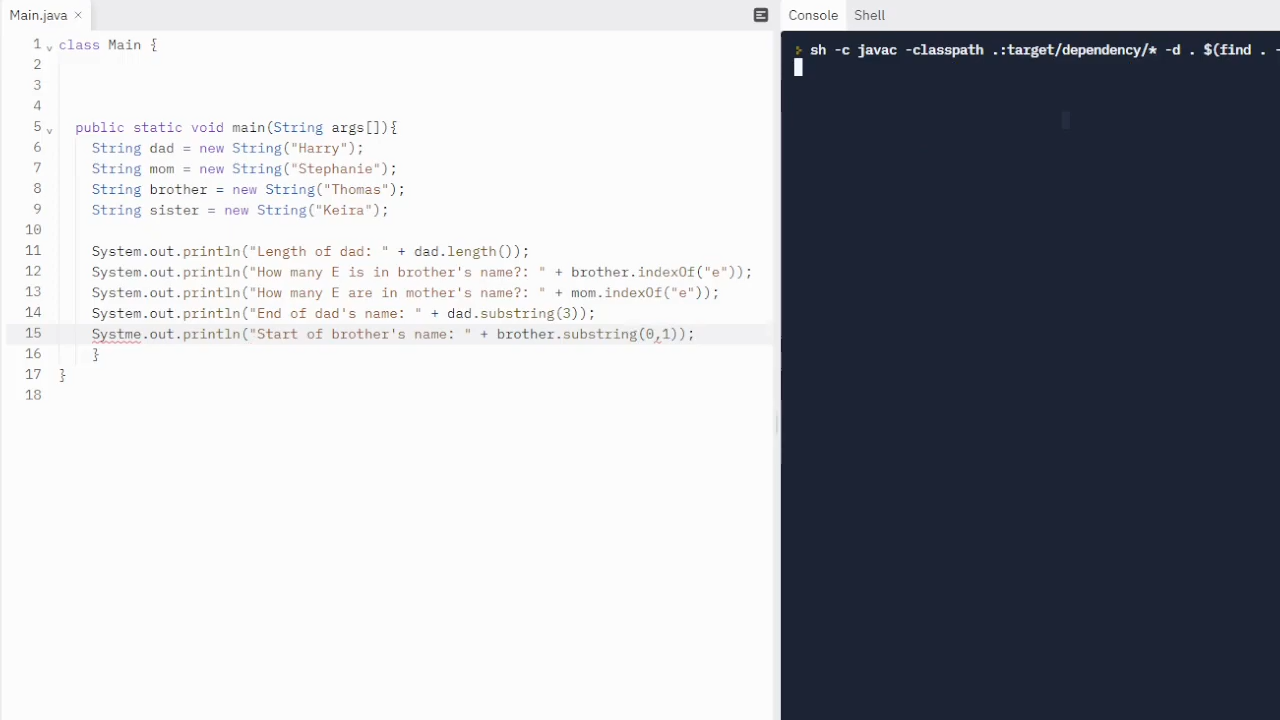 Main.java ×
Console Shell
1 class Main {
2
3
4
5 public static void main(String args[]){
6 String dad = new String("Harry");
7 String mom = new String("Stephanie");
8 String brother = new String("Thomas");
9 String sister = new String("Keira");
10
11 System.out.println("Length of dad: " + dad.length());
12 System.out.println("How many E is in brother's name?: " + brother.indexOf("e"));
13 System.out.println("How many E are in mother's name?: " + mom.indexOf("e"));
14 System.out.println("End of dad's name: " + dad.substring(3));
15 Systme.out.println("Start of brother's name: " + brother.substring(0,1));
16 }
17 }
18
sh -c javac -classpath .:target/dependency/* -d . $(find . -